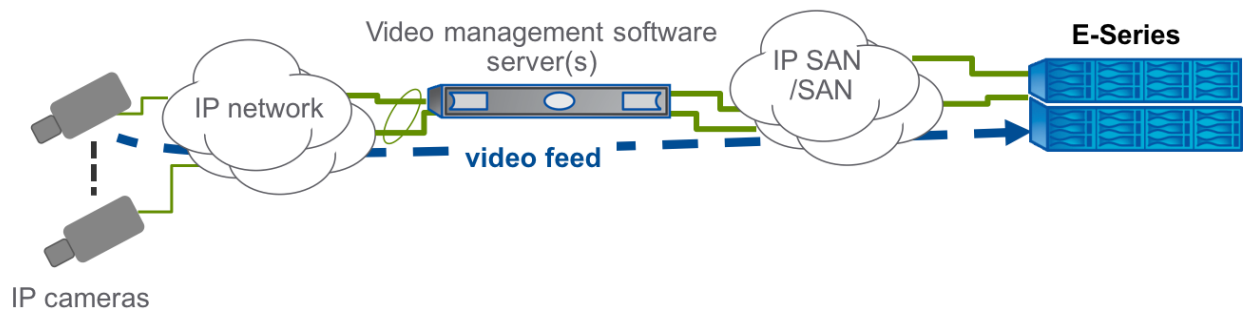 Video management software
server(s)
IP SAN
/SAN
E-Series
IP network
video feed
IP cameras